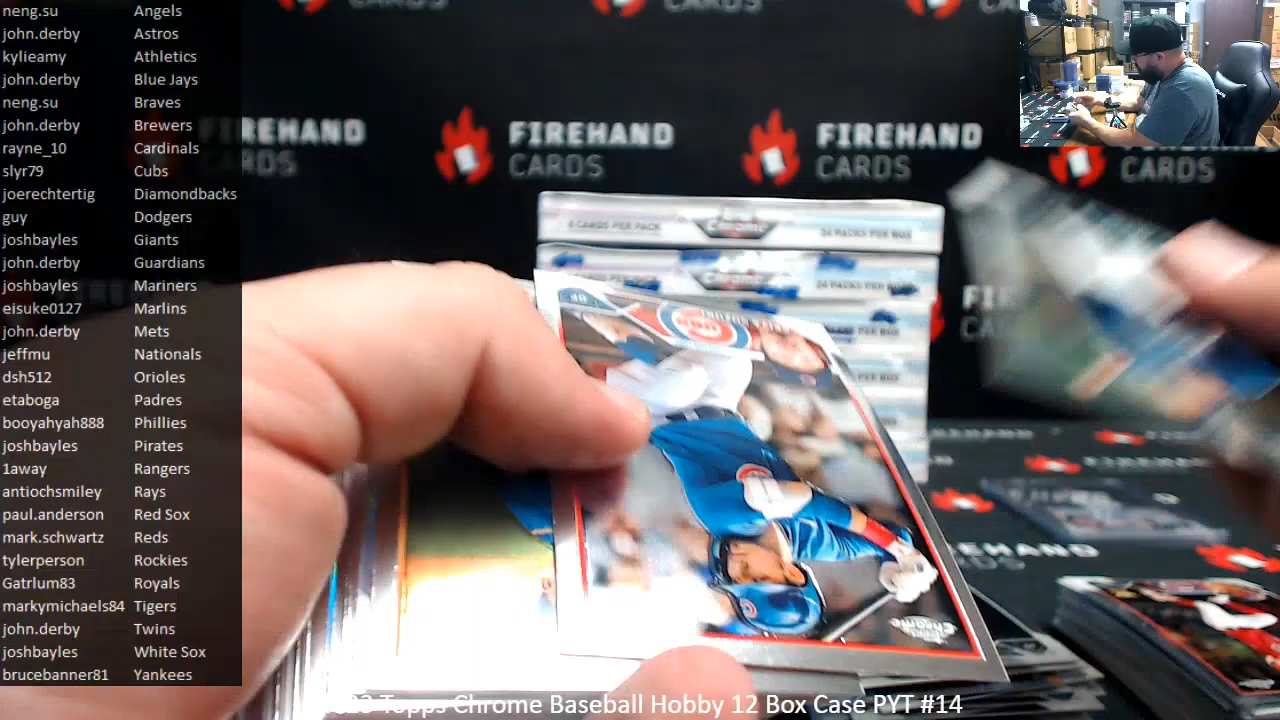 neng.su Angels
john.derby Astros
kylieamy Athletics
john.derby Blue Jays
neng.su Braves
john.derby Brewers
rayne_10 Cardinals
slyr79 Cubs
joerechtertig Diamondbacks
guy Dodgers
joshbayles Giants
john.derby Guardians
joshbayles Mariners
eisuke0127 Marlins
john.derby Mets
jeffmu Nationals
dsh512 Orioles
etaboga Padres
booyahyah888 Phillies
joshbayles Pirates
1away Rangers
antiochsmiley Rays
paul.anderson Red Sox
mark.schwartz Reds
tylerperson Rockies
Gatrlum83 Royals
markymichaels84 Tigers
john.derby Twins
joshbayles White Sox
brucebanner81 Yankees
REHAND
CARDS
FIREHAND
CARDS
FIREHAND
CARDS
CARDS
24 PACKS PER BOX
Topps Chrome Baseball Hobby 12 Box Case PYT #14